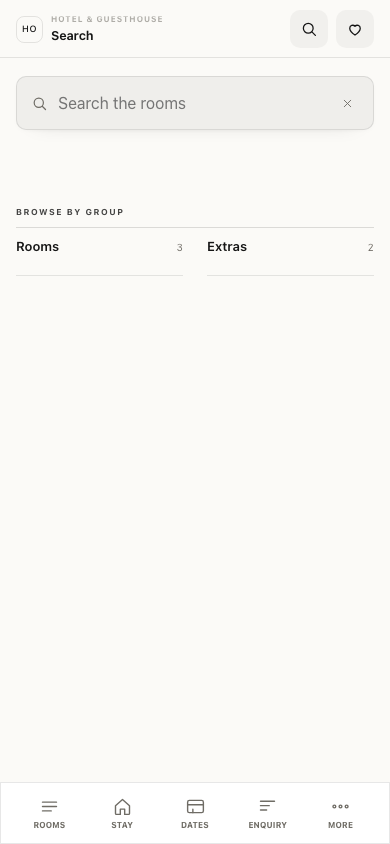 HO
HOTEL & GUESTHOUSE
Search
Search the rooms
BROWSE BY GROUP
Rooms 3
Extras 2
ROOMS STAY DATES ENQUIRY MORE